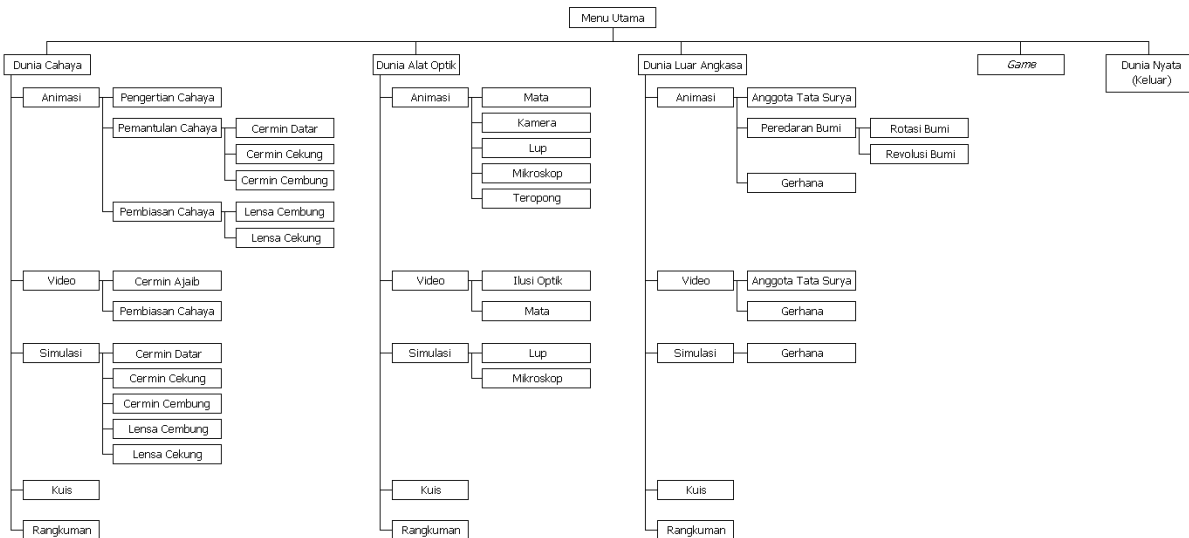 Menu Utama
Dunia Cahaya
Dunia Alat Optik
Dunia Luar Angkasa
Game
Dunia Nyata
(Keluar)
Animasi
Pengertian Cahaya
Pemantulan Cahaya
Cermin Datar
Cermin Cekung
Cermin Cembung
Pembiasan Cahaya
Lensa Cembung
Lensa Cekung
Video
Cermin Ajaib
Pembiasan Cahaya
Simulasi
Cermin Datar
Cermin Cekung
Cermin Cembung
Lensa Cembung
Lensa Cekung
Kuis
Rangkuman
Animasi
Mata
Kamera
Lup
Mikroskop
Teropong
Video
Ilusi Optik
Mata
Simulasi
Lup
Mikroskop
Kuis
Rangkuman
Animasi
Anggota Tata Surya
Peredaran Bumi
Rotasi Bumi
Revolusi Bumi
Gerhana
Video
Anggota Tata Surya
Gerhana
Simulasi
Gerhana
Kuis
Rangkuman